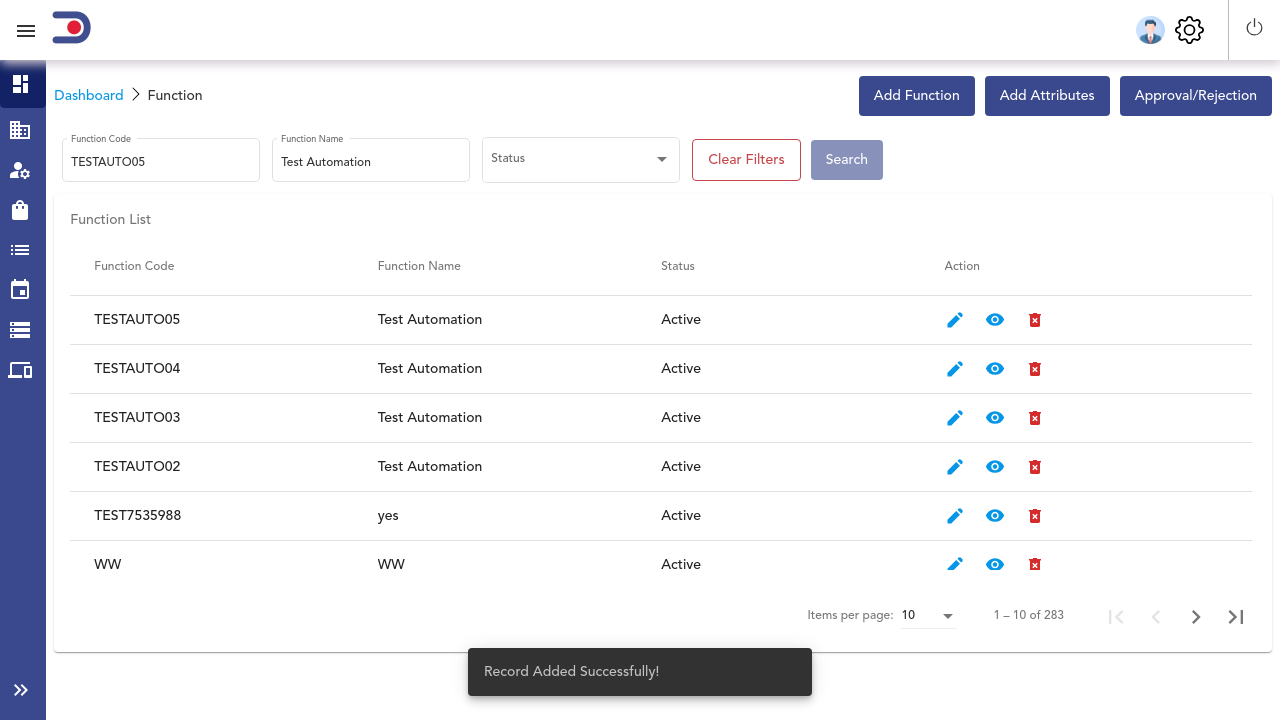 Dashboard > Function
Add Function
Add Attributes
Approval/Rejection
Function Code
TESTAUTO05
Function Name
Test Automation
Status
Clear Filters
Search
Function List
Function Code Function Name Status Action
TESTAUTO05 Test Automation Active
TESTAUTO04 Test Automation Active
TESTAUTO03 Test Automation Active
TESTAUTO02 Test Automation Active
TEST7535988 yes Active
WW WW Active
Items per page: 10 1 – 10 of 283
Record Added Successfully!